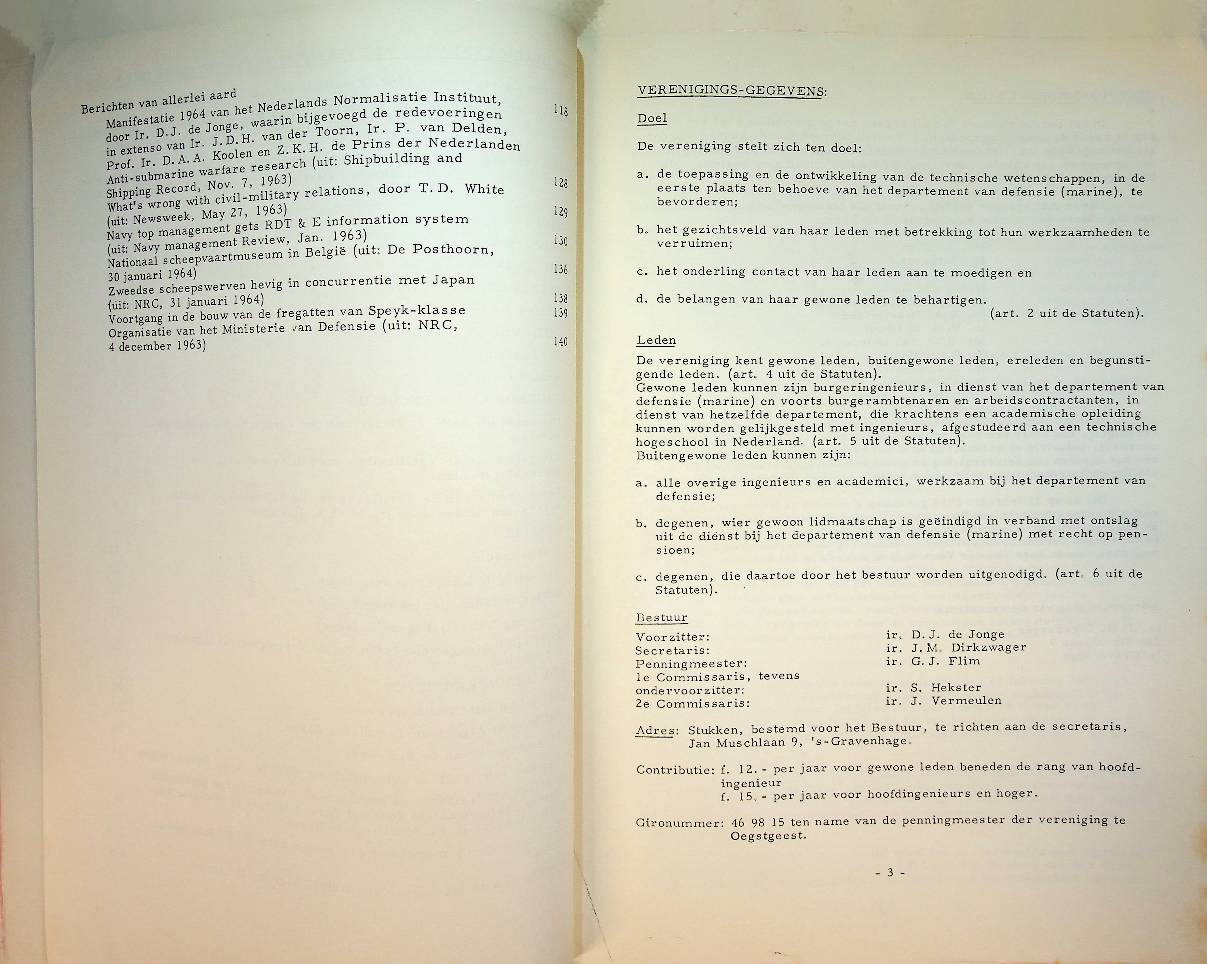 Berichten van allerlei aard
Manifestatie 1964 van het Nederlands Normalisatie Instituut,
door Ir. D.J. de Jonge, waarin bijgevoegd de redevoeringen
in extenso van Ir. J.D.H. van der Toorn, Ir. P. van Delden,
Prof. Ir. D.A.A. Koolen en Z.K.H. de Prins der Nederlanden 118
Anti-submarine warfare research (uit: Shipbuilding and
Shipping Record, Nov. 7, 1963) 128
What's wrong with civil-military relations, door T.D. White
(uit: Newsweek, May 27, 1963) 129
Navy top management gets RDT & E information system
(uit: Navy management Review, Jan. 1963) 130
Nationaal scheepvaartmuseum in België (uit: De Posthoorn,
30 januari 1964) 136
Zweedse scheepswerven hevig in concurrentie met Japan
(uit: NRC, 31 januari 1964) 138
Voortgang in de bouw van de fregatten van Speyk-klasse 139
Organisatie van het Ministerie van Defensie (uit: NRC,
4 december 1963) 140
VERENIGINGS-GEGEVENS:
Doel
De vereniging stelt zich ten doel:
a. de toepassing en de ontwikkeling van de technische wetenschappen, in de
eerste plaats ten behoeve van het departement van defensie (marine), te
bevorderen;
b. het gezichtsveld van haar leden met betrekking tot hun werkzaamheden te
verruimen;
c. het onderling contact van haar leden aan te moedigen en
d. de belangen van haar gewone leden te behartigen.
(art. 2 uit de Statuten).
Leden
De vereniging kent gewone leden, buitengewone leden, ereleden en begunsti-
gende leden. (art. 4 uit de Statuten).
Gewone leden kunnen zijn burgeringenieurs, in dienst van het departement van
defensie (marine) en voorts burgerambtenaren en arbeidscontractanten, in
dienst van hetzelfde departement, die krachtens een academische opleiding
kunnen worden gelijkgesteld met ingenieurs, afgestudeerd aan een technische
hogeschool in Nederland. (art. 5 uit de Statuten).
Buitengewone leden kunnen zijn:
a. alle overige ingenieurs en academici, werkzaam bij het departement van
defensie;
b. degenen, wier gewoon lidmaatschap is geëindigd in verband met ontslag
uit de dienst bij het departement van defensie (marine) met recht op pen-
sioen;
c. degenen, die daartoe door het bestuur worden uitgenodigd. (art. 6 uit de
Statuten).
Bestuur
Voorzitter: ir. D.J. de Jonge
Secretaris: ir. J.M. Dirkzwager
Penningmeester: ir. G.J. Flim
1e Commissaris, tevens
ondervoorzitter: ir. S. Hekster
2e Commissaris: ir. J. Vermeulen
Adres: Stukken, bestemd voor het Bestuur, te richten aan de secretaris,
Jan Muschlaan 9, 's-Gravenhage.
Contributie: f. 12.- per jaar voor gewone leden beneden de rang van hoofd-
ingenieur
f. 15.- per jaar voor hoofdingenieurs en hoger.
Gironummer: 46 98 15 ten name van de penningmeester der vereniging te
Oegstgeest.
- 3 -